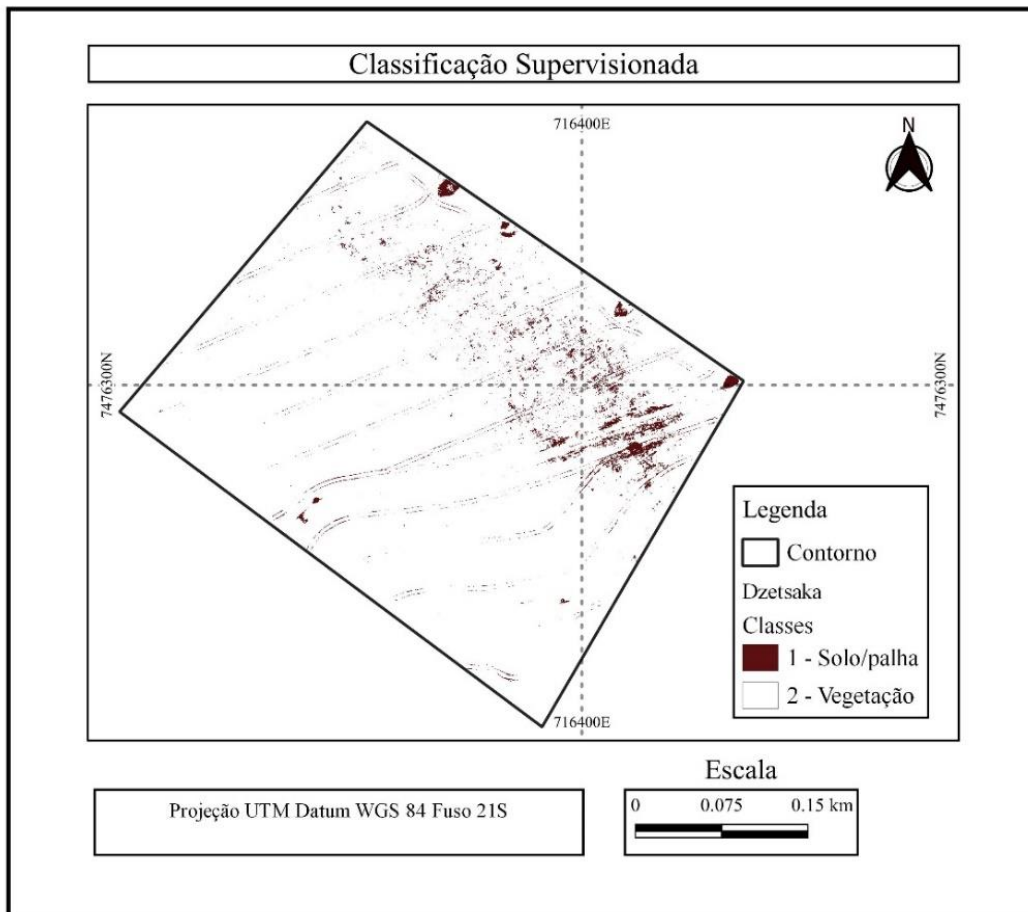 Classificação Supervisionada
716400E
N
7476300N
7476300N
Legenda
Contorno
Dzetsaka
Classes
1 - Solo/palha
2 - Vegetação
716400E
Escala
Projeção UTM Datum WGS 84 Fuso 21S
0 0.075 0.15 km